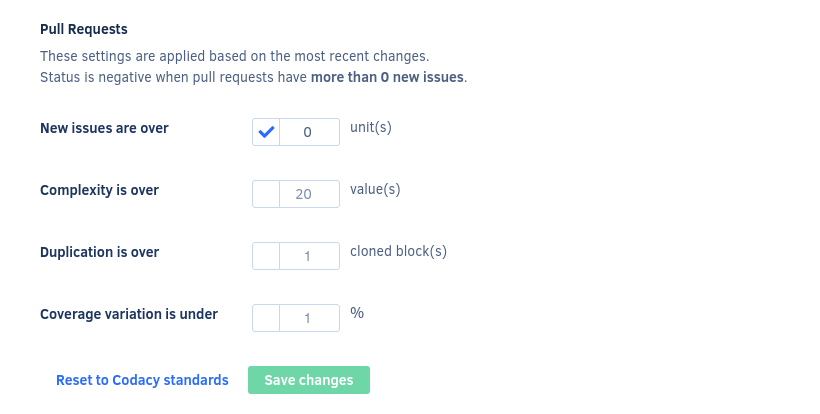 Pull Requests
These settings are applied based on the most recent changes.
Status is negative when pull requests have more than 0 new issues.
New issues are over 0 unit(s)
Complexity is over 20 value(s)
Duplication is over 1 cloned block(s)
Coverage variation is under 1 %
Reset to Codacy standards Save changes